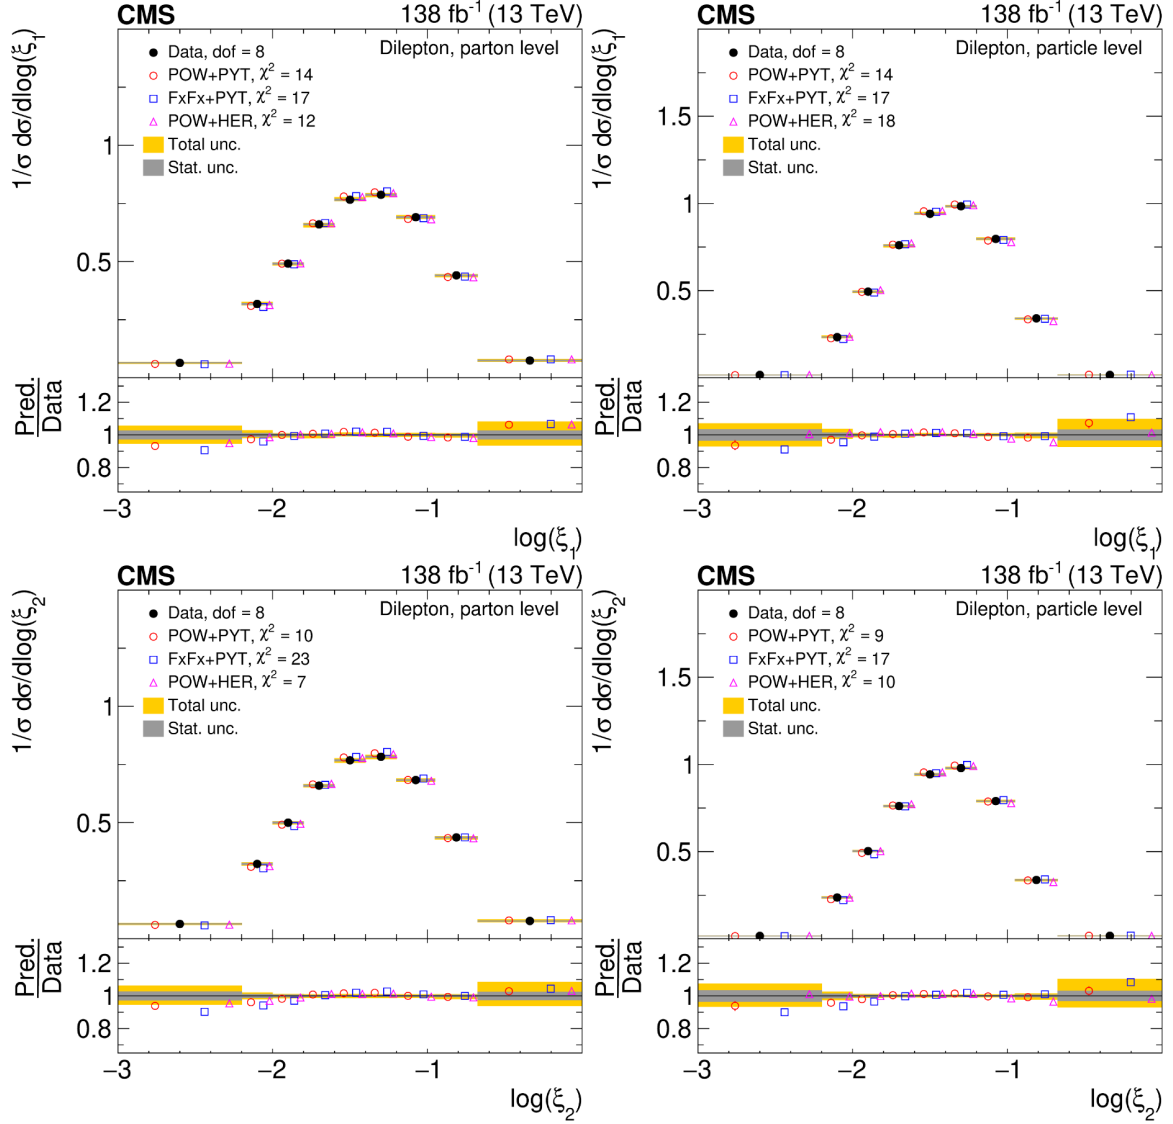 CMS 138 fb⁻¹ (13 TeV)
1/σ dσ/dlog(ξ₁)
Dilepton, parton level
Data, dof = 8
POW+PYT, χ² = 14
FxFx+PYT, χ² = 17
POW+HER, χ² = 12
Total unc.
Stat. unc.
1
0.5
Pred.
Data
1.2
1
0.8
−3 −2 −1
log(ξ₁)
CMS 138 fb⁻¹ (13 TeV)
1/σ dσ/dlog(ξ₁)
Dilepton, particle level
Data, dof = 8
POW+PYT, χ² = 14
FxFx+PYT, χ² = 17
POW+HER, χ² = 18
Total unc.
Stat. unc.
1.5
1
0.5
Pred.
Data
1.2
1
0.8
−3 −2 −1
log(ξ₁)
CMS 138 fb⁻¹ (13 TeV)
1/σ dσ/dlog(ξ₂)
Dilepton, parton level
Data, dof = 8
POW+PYT, χ² = 10
FxFx+PYT, χ² = 23
POW+HER, χ² = 7
Total unc.
Stat. unc.
1
0.5
Pred.
Data
1.2
1
0.8
−3 −2 −1
log(ξ₂)
CMS 138 fb⁻¹ (13 TeV)
1/σ dσ/dlog(ξ₂)
Dilepton, particle level
Data, dof = 8
POW+PYT, χ² = 9
FxFx+PYT, χ² = 17
POW+HER, χ² = 10
Total unc.
Stat. unc.
1.5
1
0.5
Pred.
Data
1.2
1
0.8
−3 −2 −1
log(ξ₂)